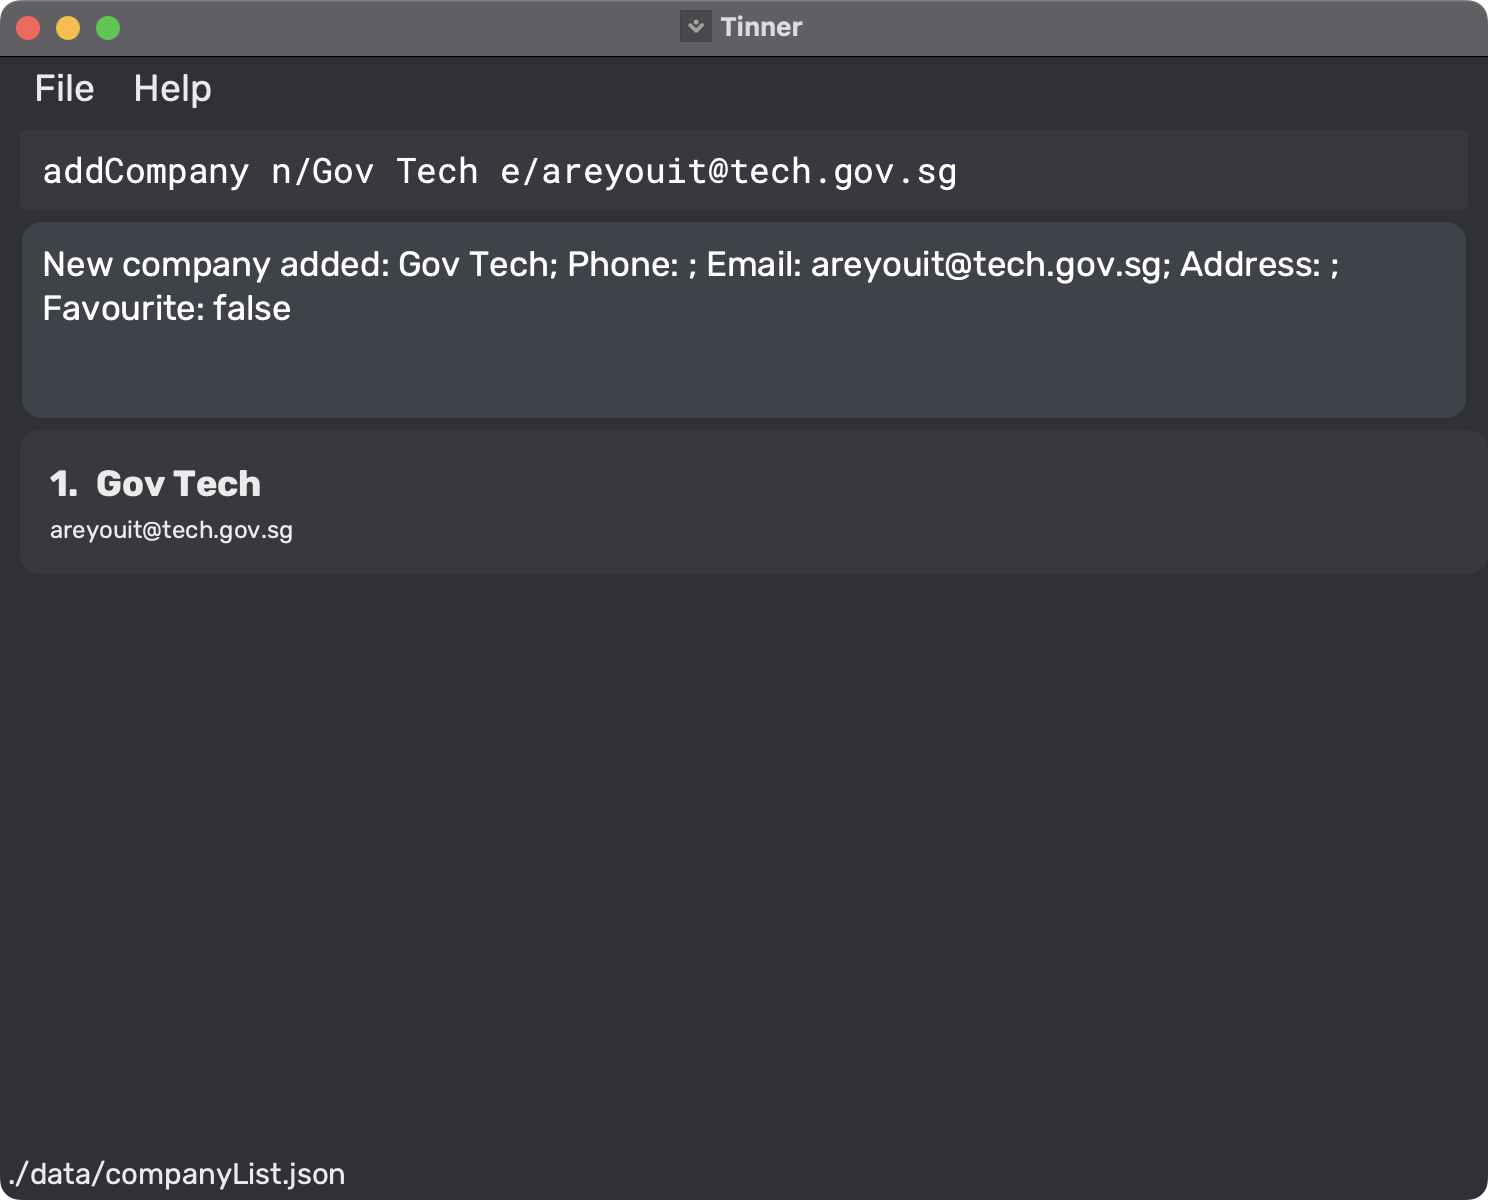 Tinner
File Help
addCompany n/Gov Tech e/areyouit@tech.gov.sg
New company added: Gov Tech; Phone: ; Email: areyouit@tech.gov.sg; Address: ;
Favourite: false
1. Gov Tech
areyouit@tech.gov.sg
./data/companyList.json